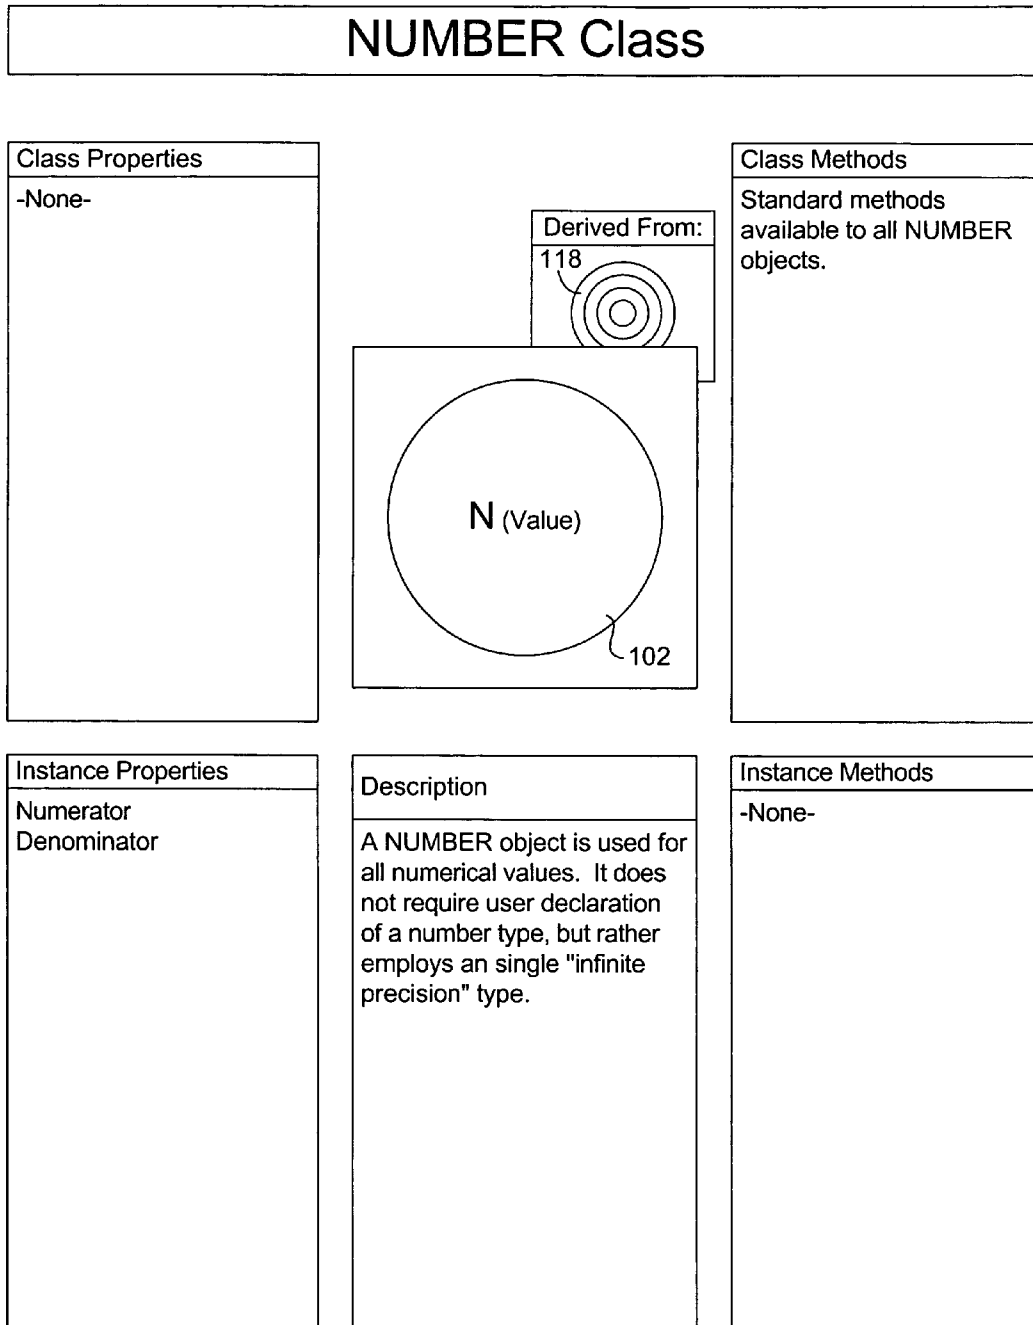 NUMBER Class
Class Properties
-None-
Derived From:
118
N (Value)
102
Class Methods
Standard methods
available to all NUMBER
objects.
Instance Properties
Numerator
Denominator
Description
A NUMBER object is used for
all numerical values.  It does
not require user declaration
of a number type, but rather
employs an single "infinite
precision" type.
Instance Methods
-None-